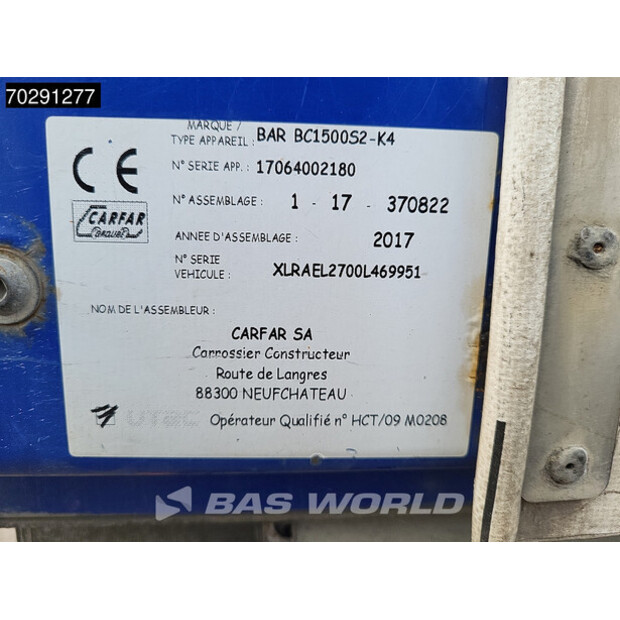 70291277
MARQUE /
TYPE APPAREIL : BAR BC1500S2-K4
N° SERIE APP. : 17064002180
N° ASSEMBLAGE : 1 - 17 - 370822
ANNEE D'ASSEMBLAGE : 2017
N° SERIE
VEHICULE : XLRAEL2700L469951
CE
CARFAR
NOM DE L'ASSEMBLEUR :
CARFAR SA
Carrossier Constructeur
Route de Langres
88300 NEUFCHATEAU
UTAC Opérateur Qualifié n° HCT/09 M0208
BAS WORLD